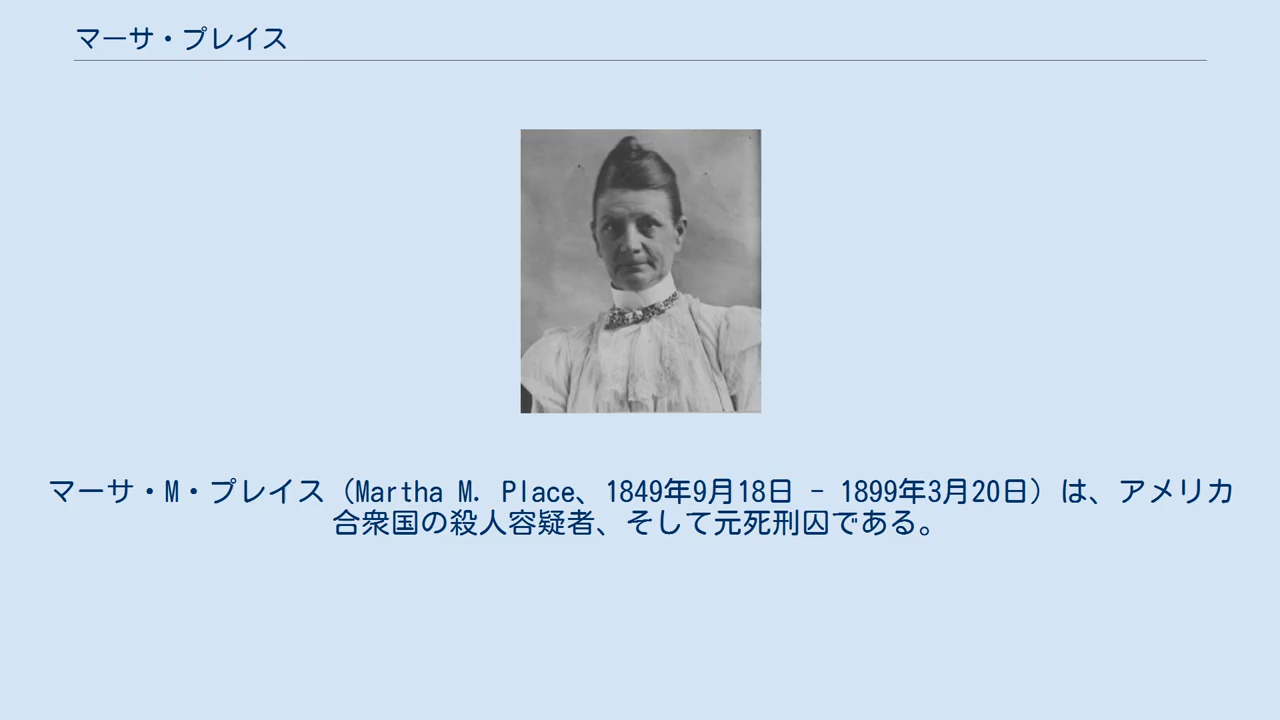 マーサ・プレイス
マーサ・M・プレイス（Martha M. Place、1849年9月18日 - 1899年3月20日）は、アメリカ
合衆国の殺人容疑者、そして元死刑囚である。